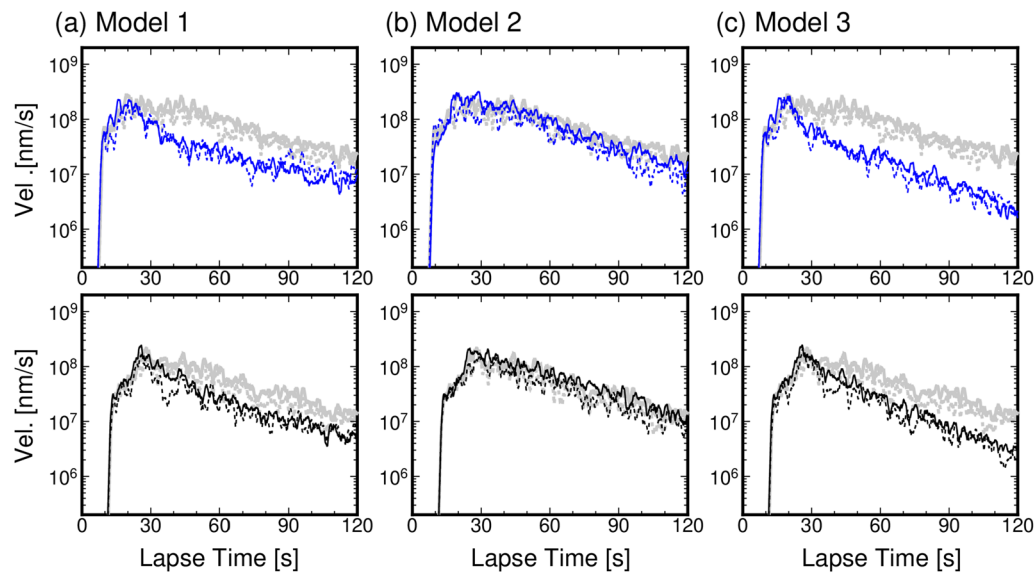 (a) Model 1 (b) Model 2 (c) Model 3
Vel .[nm/s]
10⁹
10⁸
10⁷
10⁶
0 30 60 90 120 0 30 60 90 120 0 30 60 90 120
10⁹ 10⁹
10⁸ 10⁸
10⁷ 10⁷
10⁶ 10⁶
Vel. [nm/s]
10⁹
10⁸
10⁷
10⁶
0 30 60 90 120 0 30 60 90 120 0 30 60 90 120
10⁹ 10⁹
10⁸ 10⁸
10⁷ 10⁷
10⁶ 10⁶
Lapse Time [s] Lapse Time [s] Lapse Time [s]